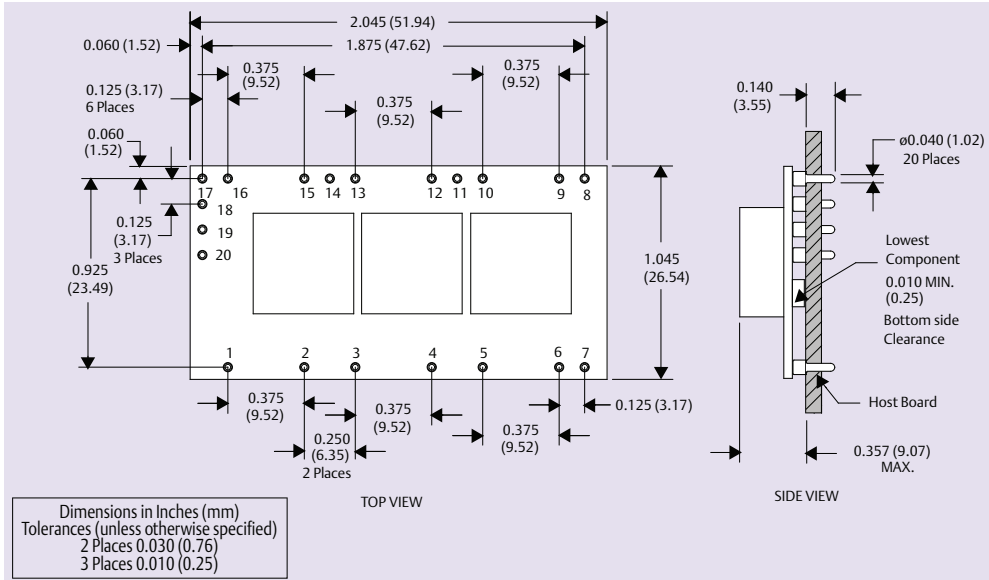 2.045 (51.94)
0.060 (1.52)
1.875 (47.62)
0.375
(9.52)
0.375
(9.52)
0.125 (3.17)
6 Places
0.375
(9.52)
0.140
(3.55)
0.060
(1.52)
ø0.040 (1.02)
20 Places
17
16
15
14
13
12
11
10
9
8
18
19
20
0.125
(3.17)
3 Places
0.925
(23.49)
1.045
(26.54)
Lowest
Component
0.010 MIN.
(0.25)
Bottom side
Clearance
1
2
3
4
5
6
7
0.375
(9.52)
0.375
(9.52)
0.375
(9.52)
0.125 (3.17)
Host Board
0.250
(6.35)
2 Places
0.357 (9.07)
MAX.
TOP VIEW
SIDE VIEW
Dimensions in Inches (mm)
Tolerances (unless otherwise specified)
2 Places 0.030 (0.76)
3 Places 0.010 (0.25)